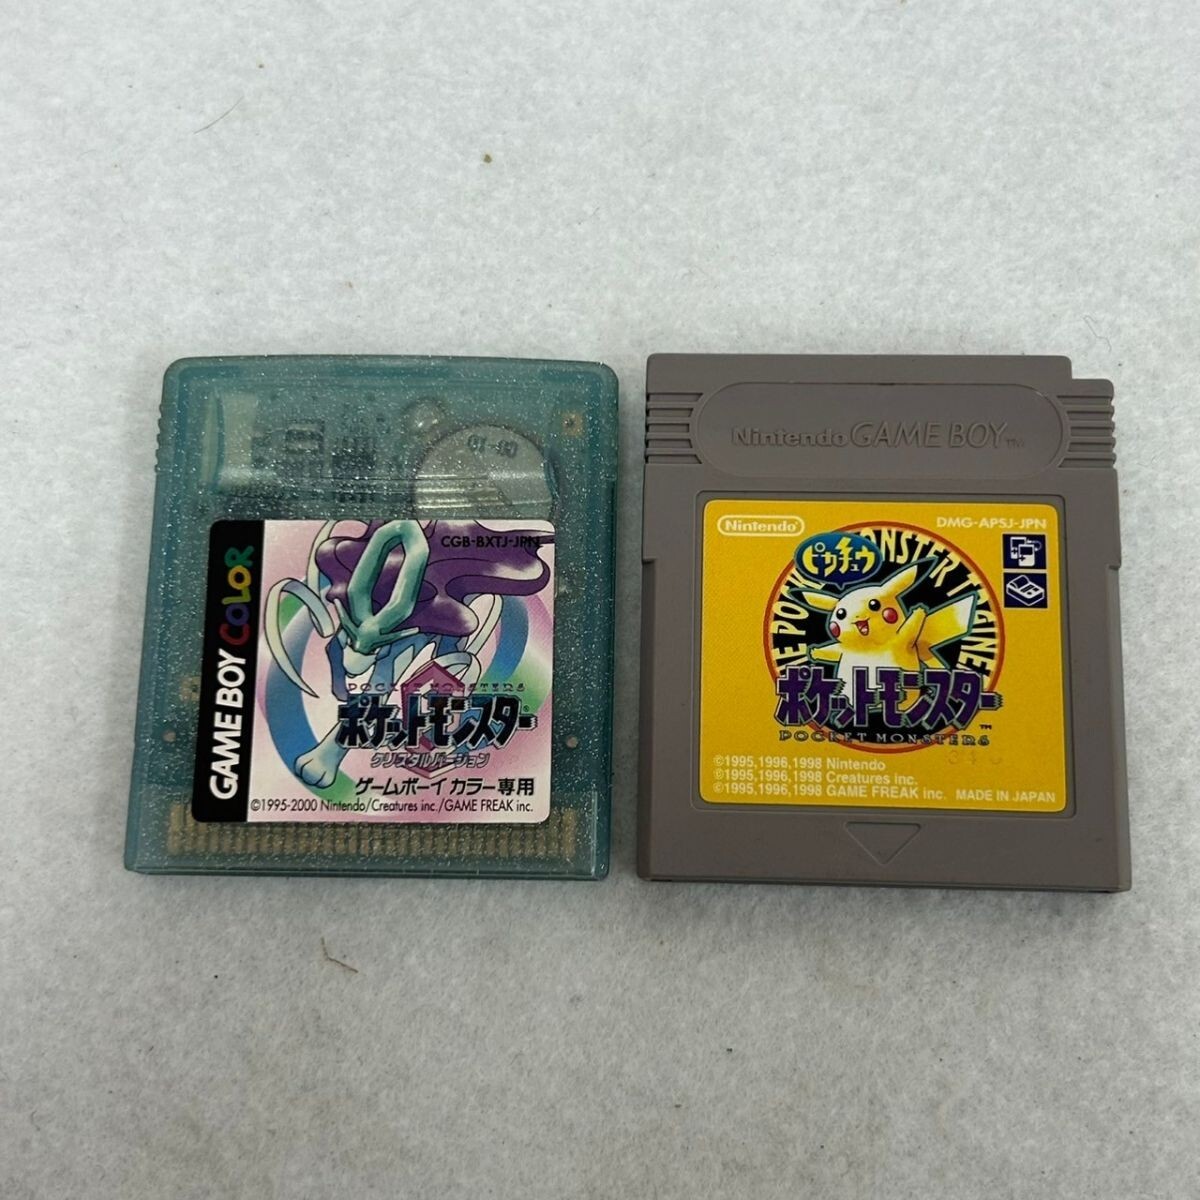 GAME BOY COLOR
CGB-BXTJ-JPN
POCKET MONSTERS
ポケットモンスター
クリスタルバージョン
ゲームボーイ カラー専用
©1995-2000 Nintendo/Creatures inc./GAME FREAK inc.
Nintendo GAME BOY™
Nintendo
DMG-APSJ-JPN
ピカチュウ
ポケットモンスター™
POCKET MONSTERS
©1995,1996,1998 Nintendo
©1995,1996,1998 Creatures inc.
©1995,1996,1998 GAME FREAK inc. MADE IN JAPAN